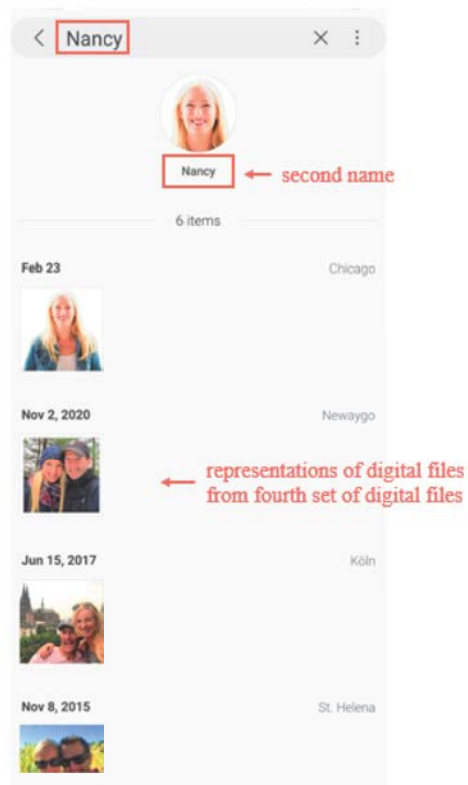 Nancy
Nancy
← second name
6 items
Feb 23 Chicago
Nov 2, 2020 Newaygo
← representations of digital files
from fourth set of digital files
Jun 15, 2017 Köln
Nov 8, 2015 St. Helena